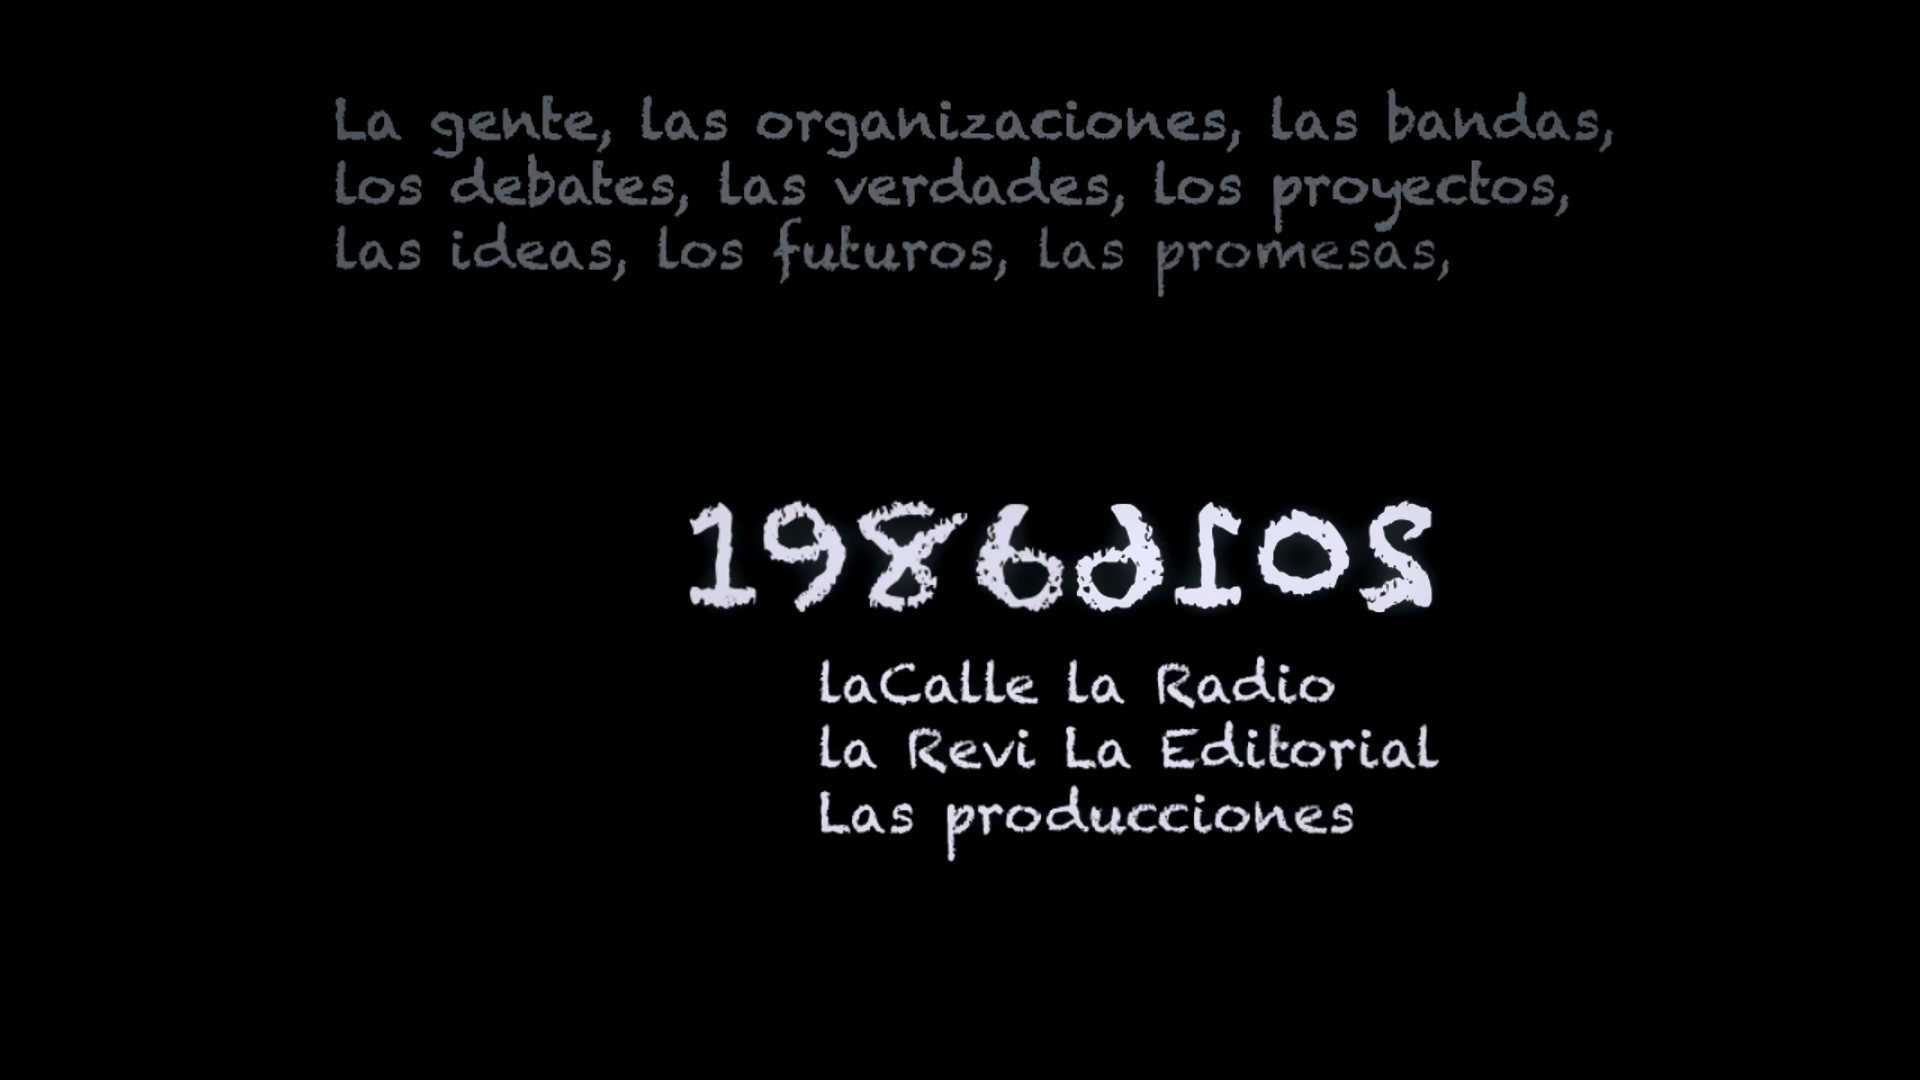 La gente, las organizaciones, las bandas,
los debates, las verdades, los proyectos,
las ideas, los futuros, las promesas,
19862016
laCalle la Radio
la Revi La Editorial
Las producciones